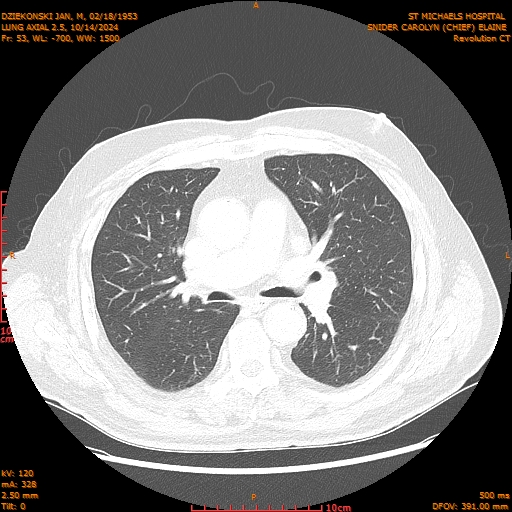 A
DZIEKONSKI JAN, M, 02/18/1953
LUNG AXIAL 2.5, 10/14/2024
Fr: 53, WL: -700, WW: 1500
ST MICHAELS HOSPITAL
SNIDER CAROLYN (CHIEF) ELAINE
Revolution CT
R
L
10
cm
kV: 120
mA: 328
2.50 mm
Tilt: 0
P
10cm
500 ms
DFOV: 391.00 mm